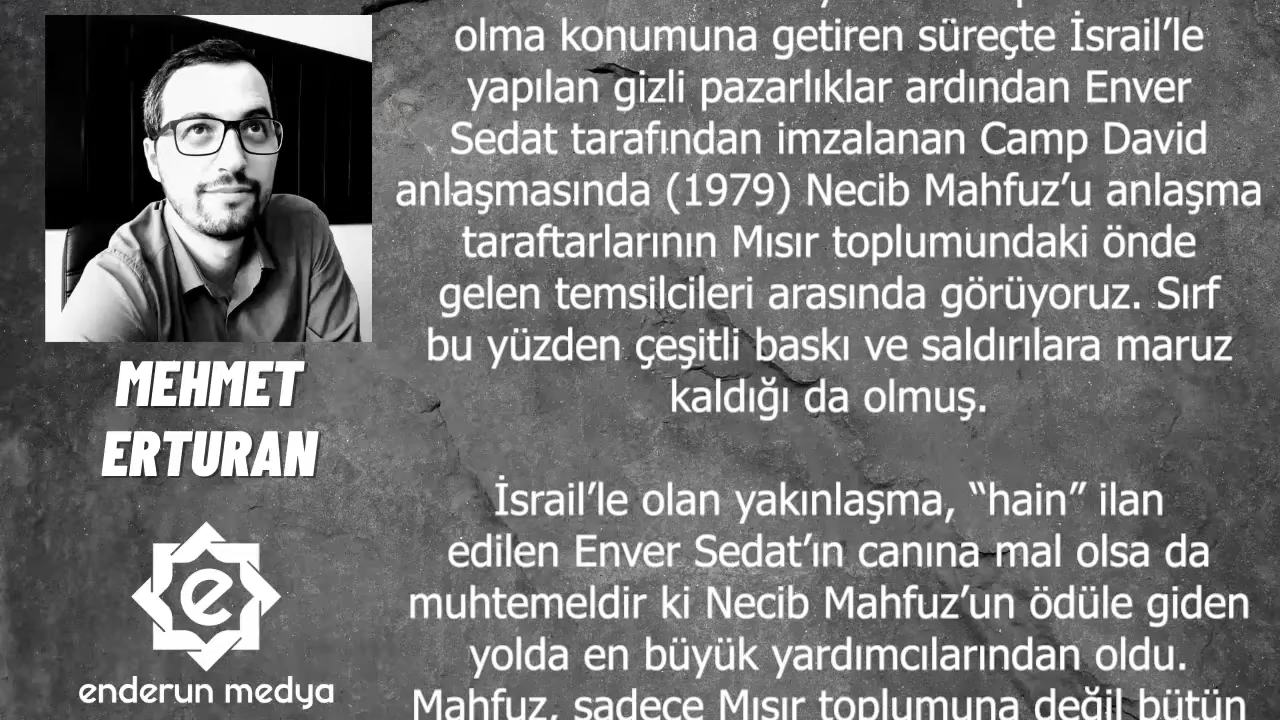 olma konumuna getiren süreçte İsrail’le
yapılan gizli pazarlıklar ardından Enver
Sedat tarafından imzalanan Camp David
anlaşmasında (1979) Necib Mahfuz’u anlaşma
taraftarlarının Mısır toplumundaki önde
gelen temsilcileri arasında görüyoruz. Sırf
bu yüzden çeşitli baskı ve saldırılara maruz
kaldığı da olmuş.
İsrail’le olan yakınlaşma, “hain” ilan
edilen Enver Sedat’ın canına mal olsa da
muhtemeldir ki Necib Mahfuz’un ödüle giden
yolda en büyük yardımcılarından oldu.
Mahfuz, sadece Mısır toplumuna değil bütün
MEHMET
ERTURAN
e
enderun medya